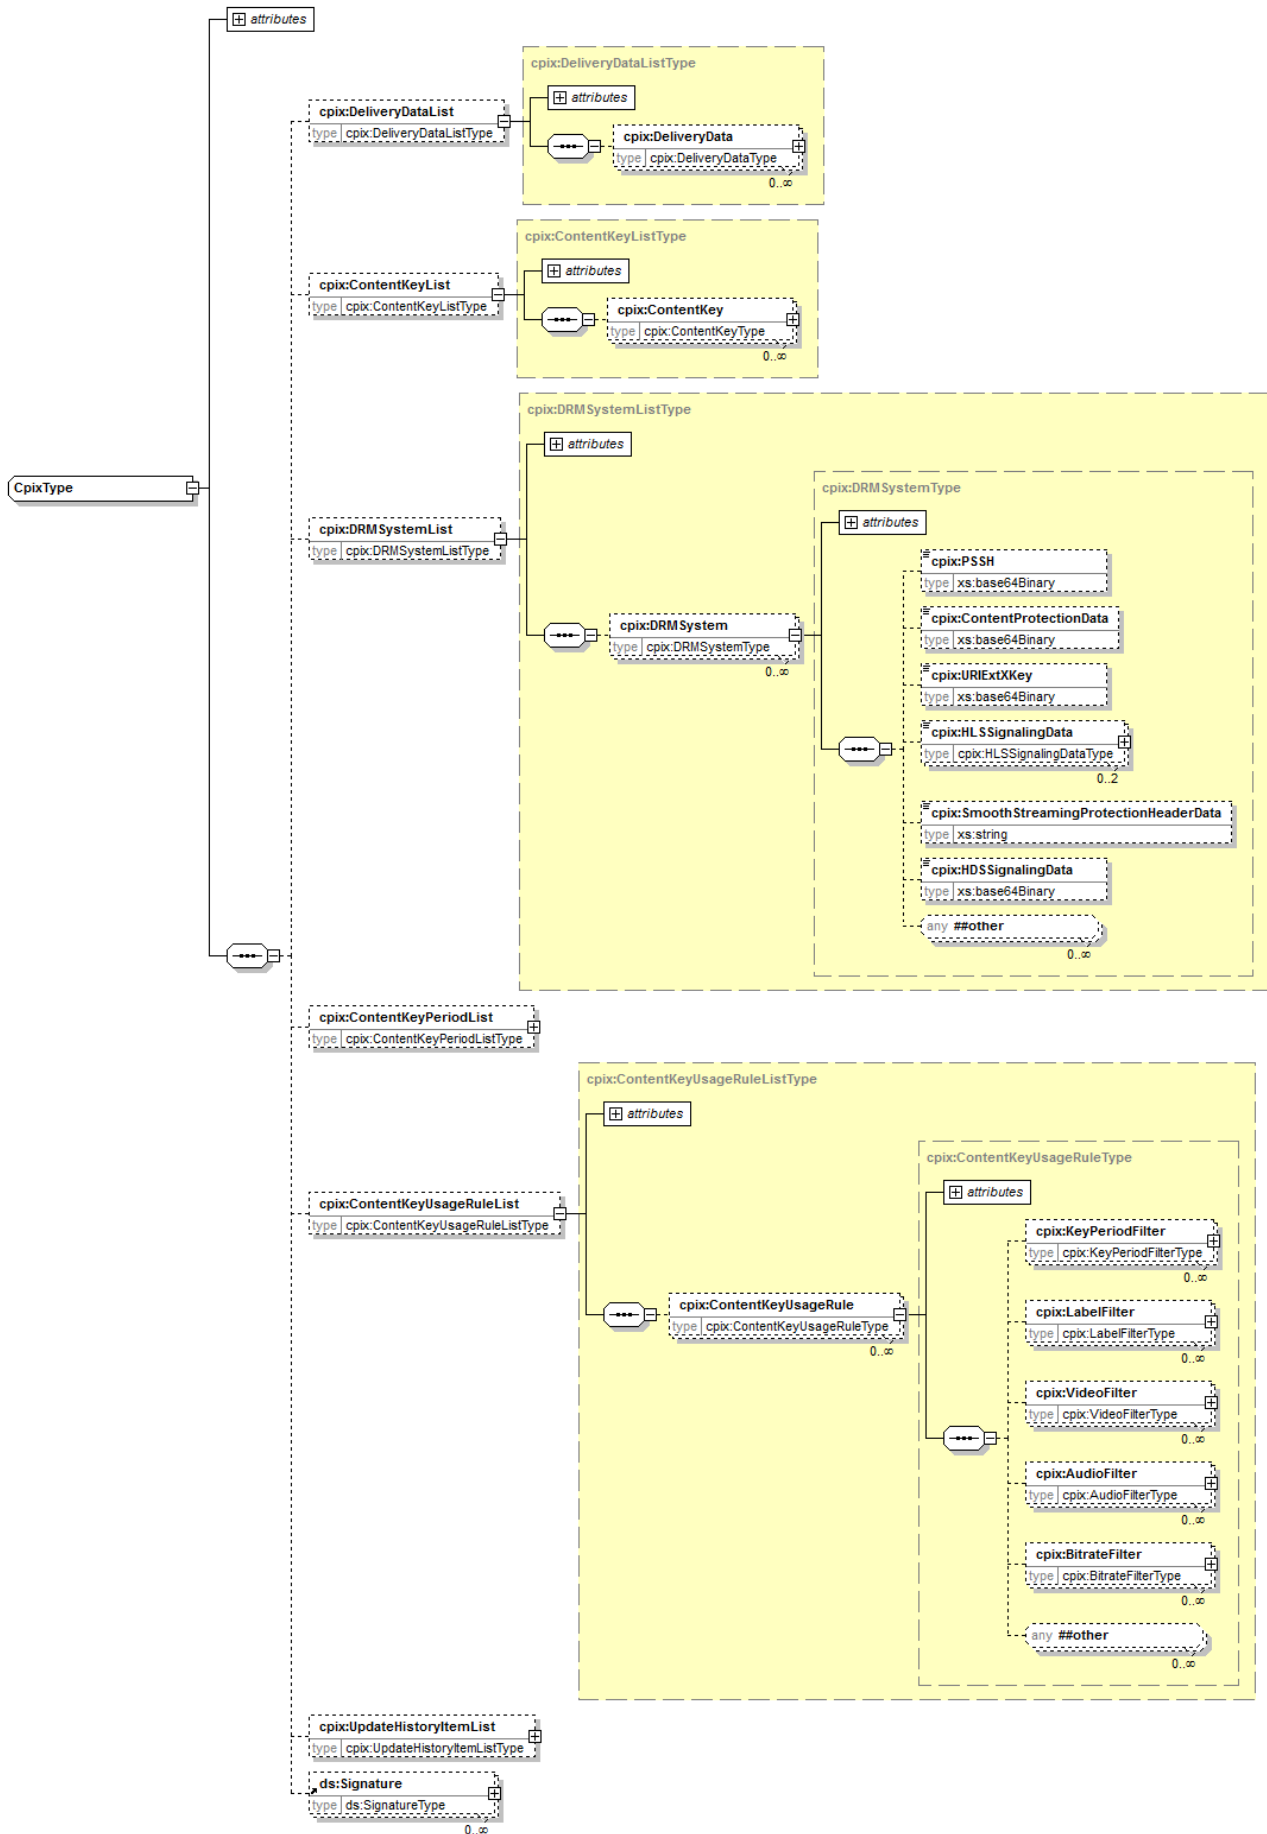 attributes
cpix:DeliveryDataListType
attributes
cpix:DeliveryDataList
type cpix:DeliveryDataListType
cpix:DeliveryData
type cpix:DeliveryDataType
0..∞
cpix:ContentKeyListType
attributes
cpix:ContentKeyList
type cpix:ContentKeyListType
cpix:ContentKey
type cpix:ContentKeyType
0..∞
cpix:DRMSystemListType
attributes
CpixType
cpix:DRMSystemList
type cpix:DRMSystemListType
cpix:DRMSystem
type cpix:DRMSystemType
0..∞
cpix:DRMSystemType
attributes
cpix:PSSH
type xs:base64Binary
cpix:ContentProtectionData
type xs:base64Binary
cpix:URIExtXKey
type xs:base64Binary
cpix:HLSSignalingData
type cpix:HLSSignalingDataType
0..2
cpix:SmoothStreamingProtectionHeaderData
type xs:string
cpix:HDSSignalingData
type xs:base64Binary
any ##other
0..∞
cpix:ContentKeyPeriodList
type cpix:ContentKeyPeriodListType
cpix:ContentKeyUsageRuleListType
attributes
cpix:ContentKeyUsageRuleList
type cpix:ContentKeyUsageRuleListType
cpix:ContentKeyUsageRule
type cpix:ContentKeyUsageRuleType
0..∞
cpix:ContentKeyUsageRuleType
attributes
cpix:KeyPeriodFilter
type cpix:KeyPeriodFilterType
0..∞
cpix:LabelFilter
type cpix:LabelFilterType
0..∞
cpix:VideoFilter
type cpix:VideoFilterType
0..∞
cpix:AudioFilter
type cpix:AudioFilterType
0..∞
cpix:BitrateFilter
type cpix:BitrateFilterType
0..∞
any ##other
0..∞
cpix:UpdateHistoryItemList
type cpix:UpdateHistoryItemListType
ds:Signature
type ds:SignatureType
0..∞